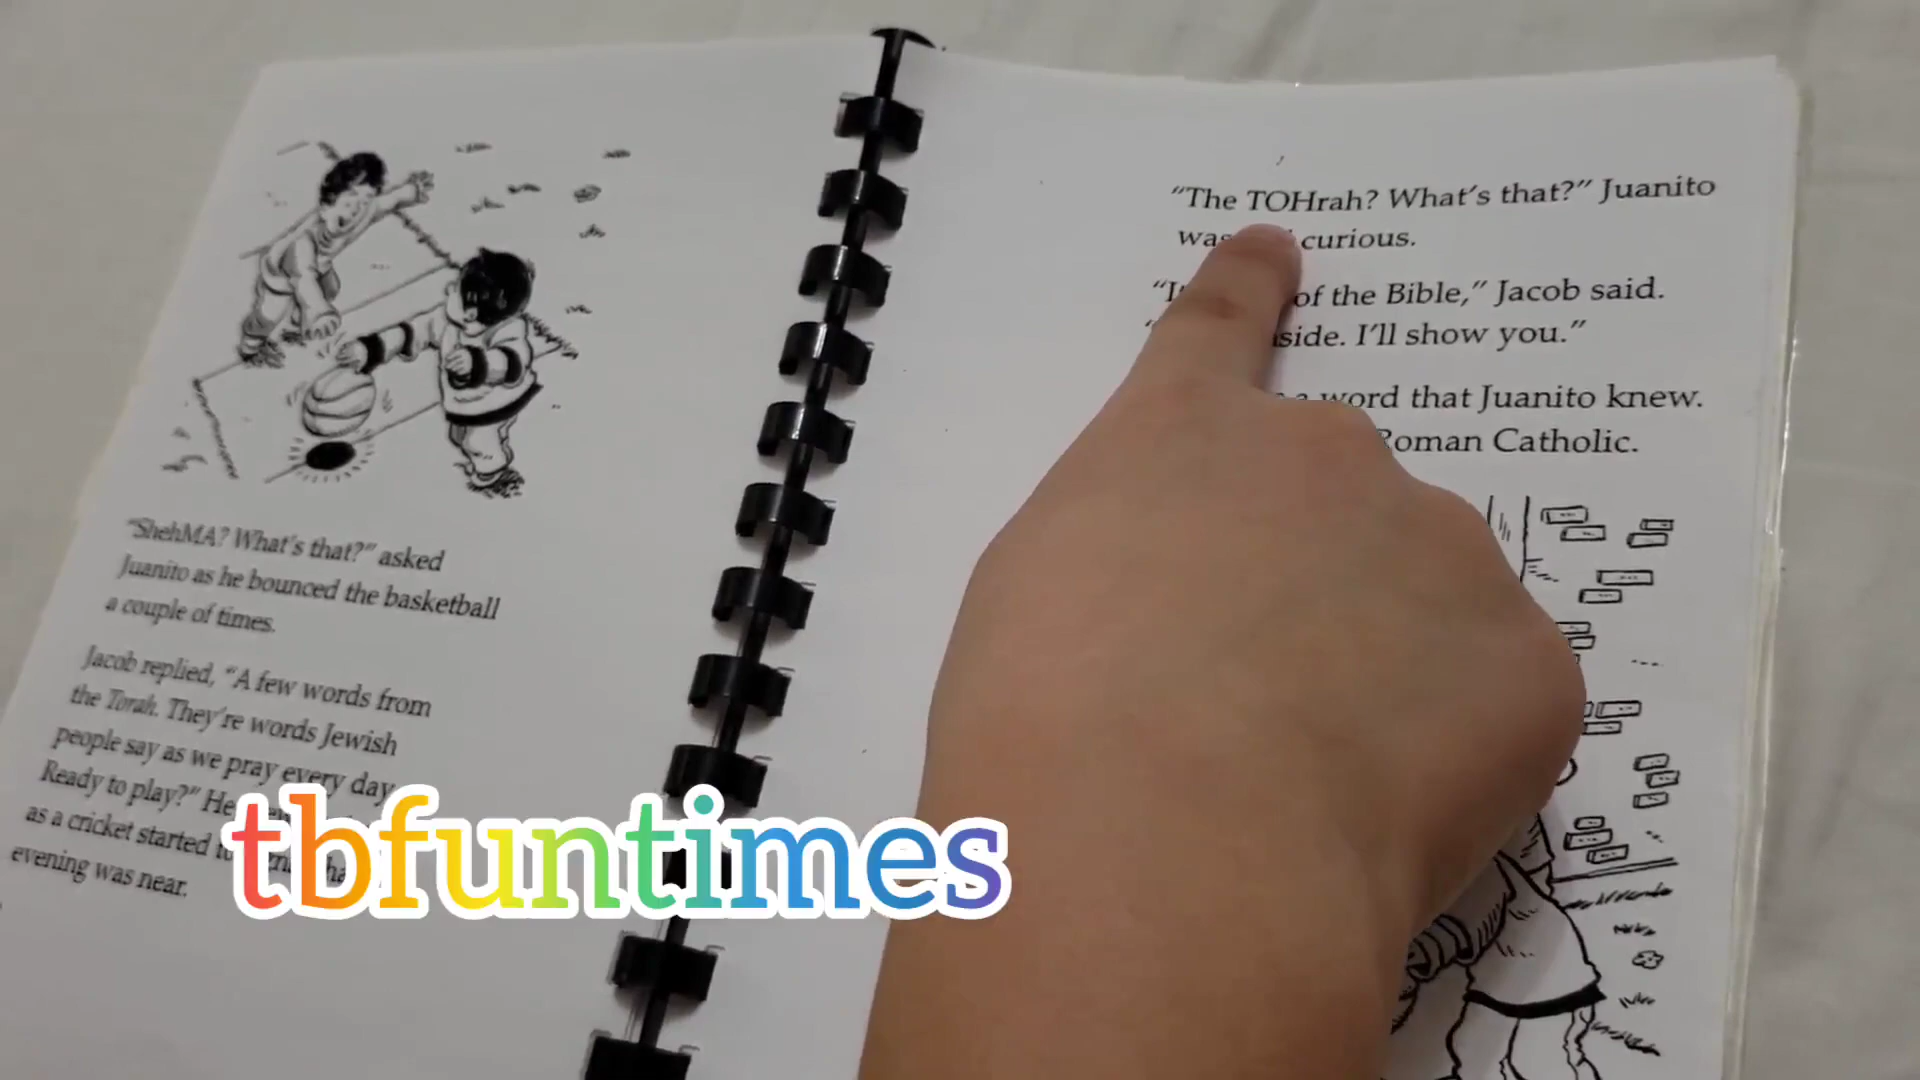 "ShehMA? What's that?" asked
Juanito as he bounced the basketball
a couple of times.
Jacob replied, "A few words from
the Torah. They're words Jewish
people say as we pray every day.
Ready to play?" He
as a cricket started
evening was near.
"The TOHrah? What's that?" Juanito
was curious.
of the Bible," Jacob said.
I'll show you."
word that Juanito knew.
Roman Catholic.
tbfuntimes